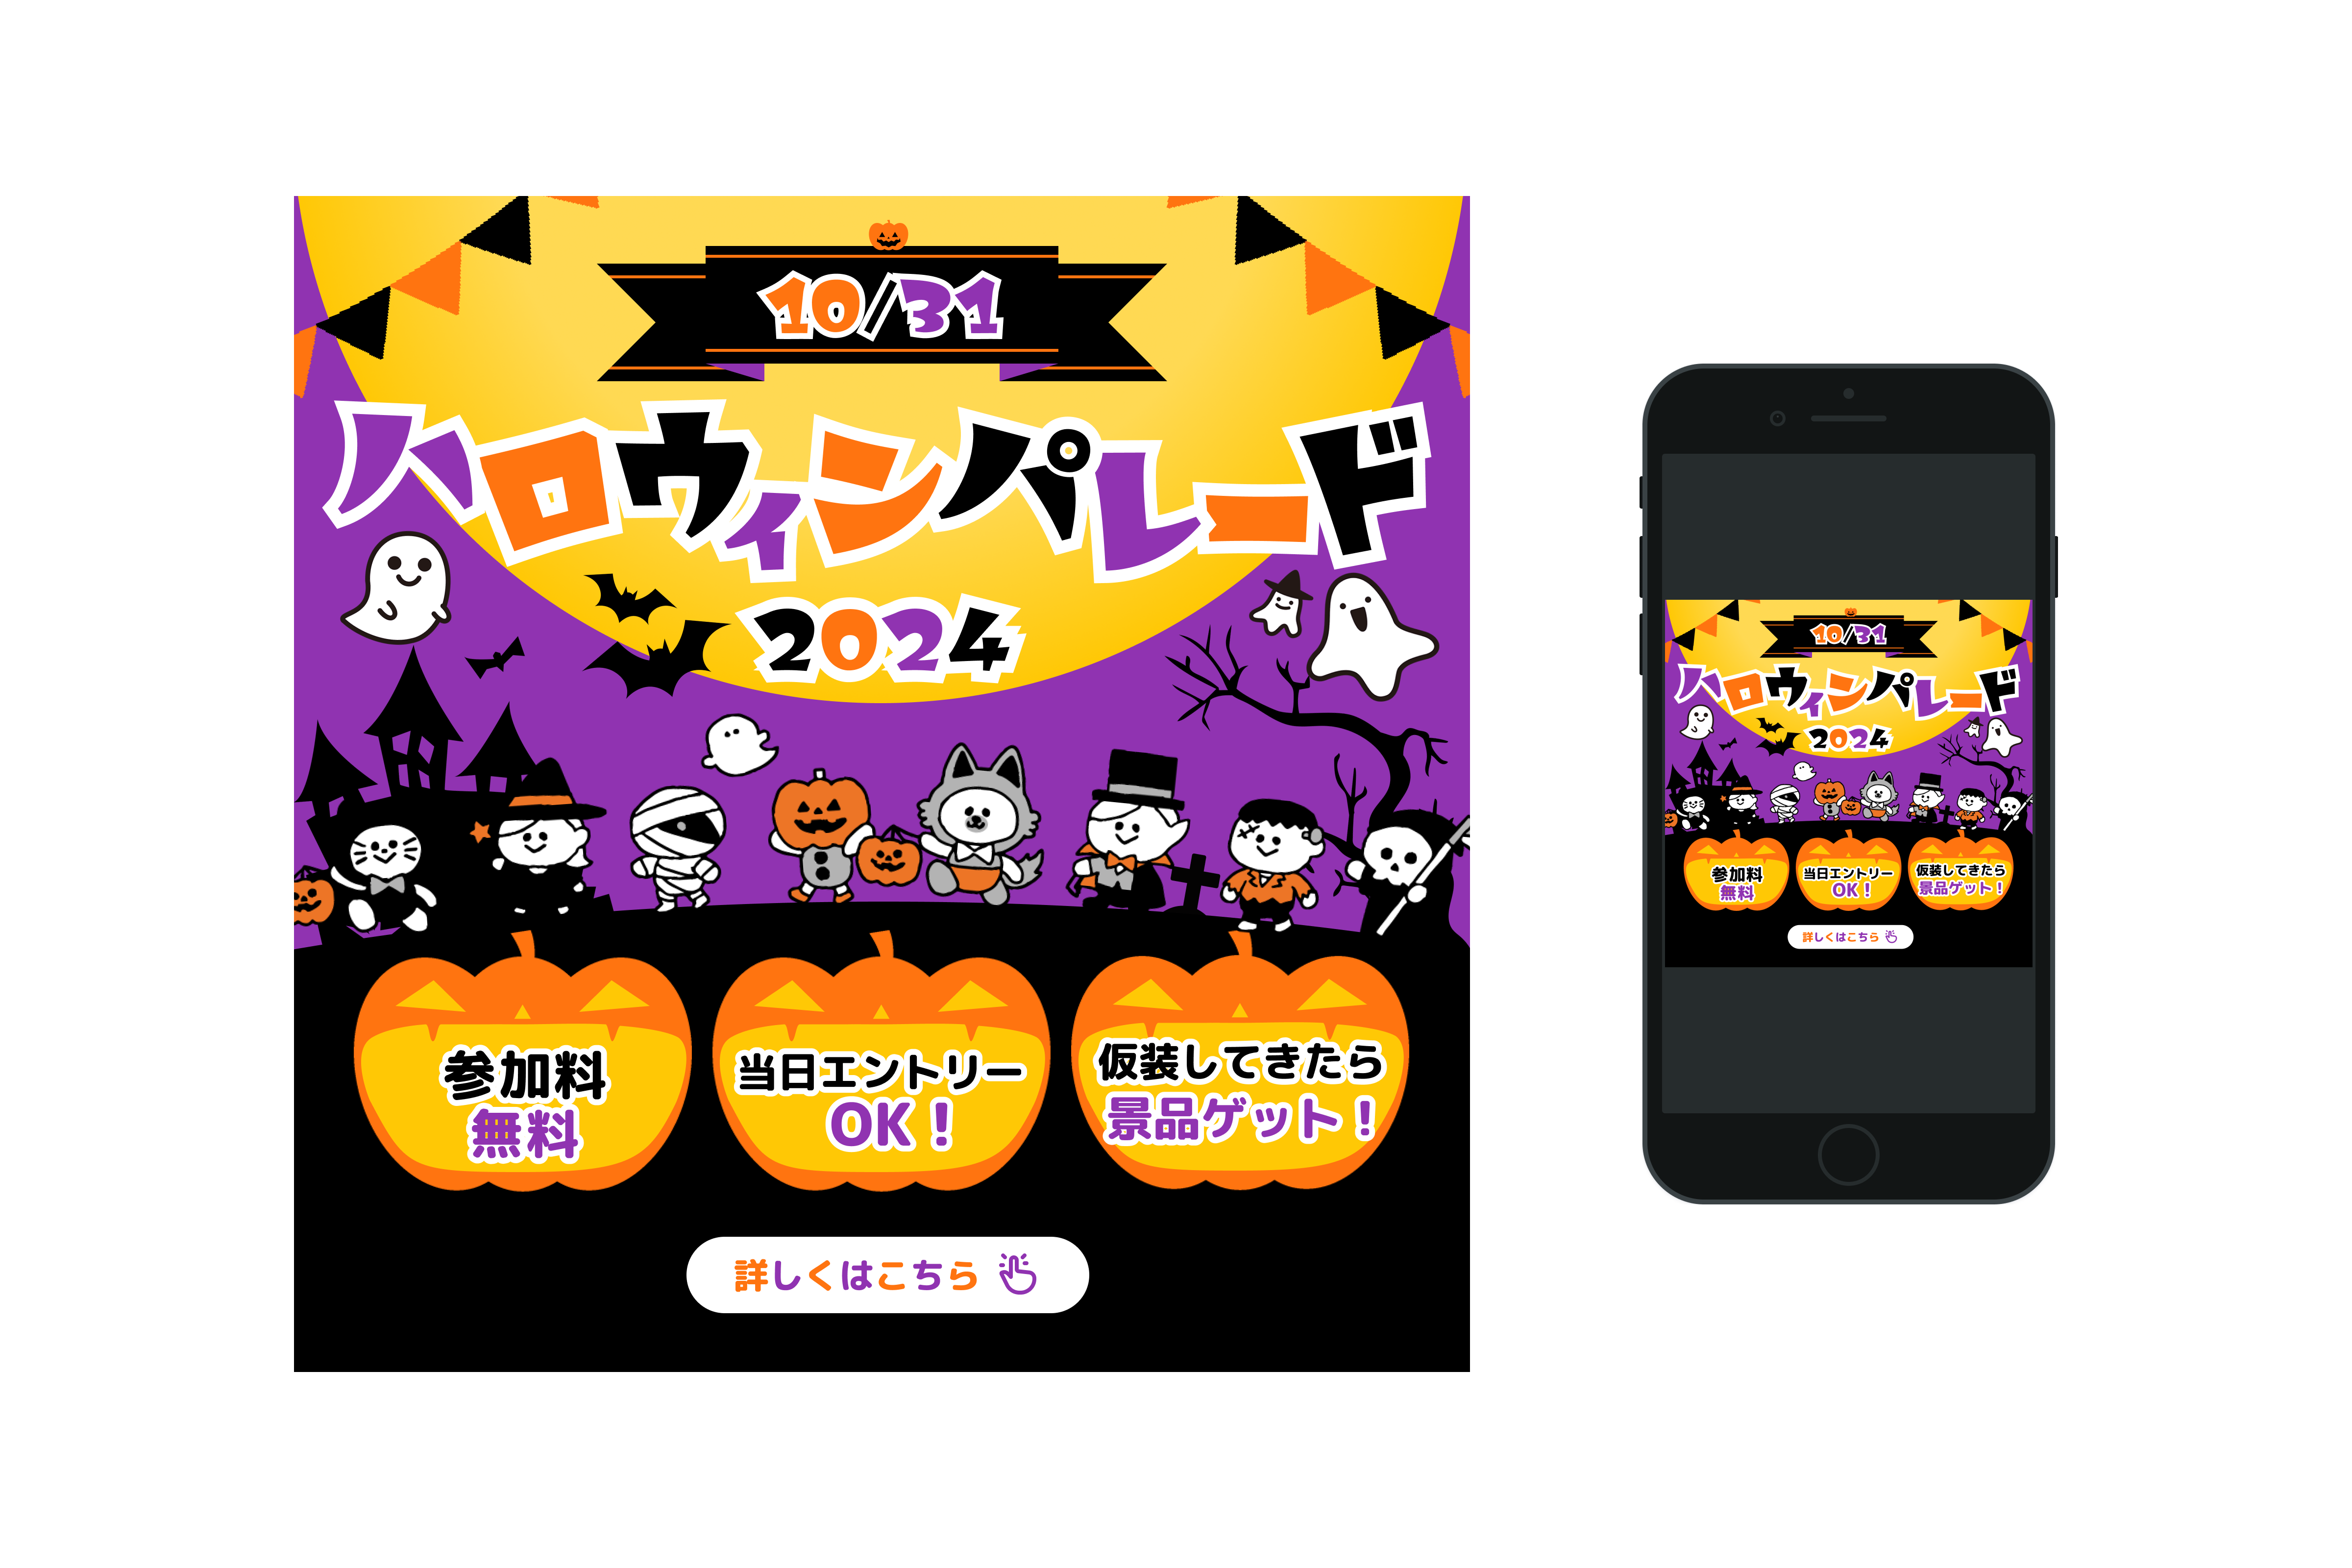 10/31
ハロウィンパレード
2024
参加料
無料
当日エントリー
OK！
仮装してきたら
景品ゲット！
詳しくはこちら
10/31
ハロウィンパレード
2024
参加料
無料
当日エントリー
OK！
仮装してきたら
景品ゲット！
詳しくはこちら